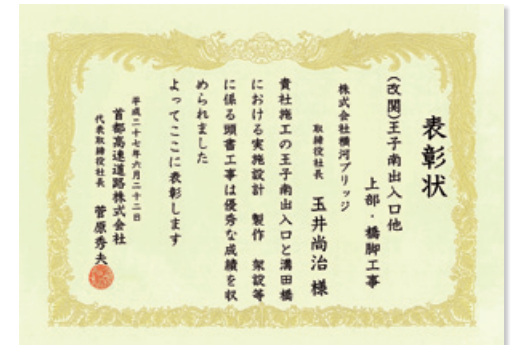 表彰状
(改関)王子南出入口他
上部・橋脚工事
株式会社横河ブリッジ
取締役社長 玉井尚治 様
貴社施工の王子南出入口と溝田橋
における実施設計 製作 架設等
に係る頭書工事は優秀な成績を収
められました
よってここに表彰します
平成二十七年六月二十二日
首都高速道路株式会社
代表取締役社長 菅原秀夫